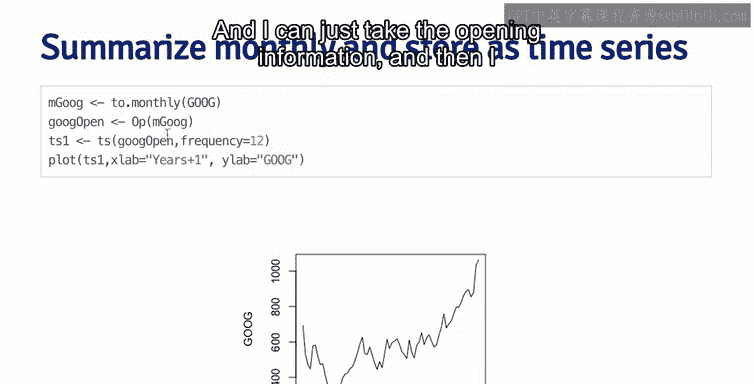 And I can just take the opening
information, and then I
Summarize monthly and store as time series
mGoog <- to.monthly(GOOG)
googOpen <- Op(mGoog)
ts1 <- ts(googOpen,frequency=12)
plot(ts1,xlab="Years+1", ylab="GOOG")
1000
800
600
400
GOOG